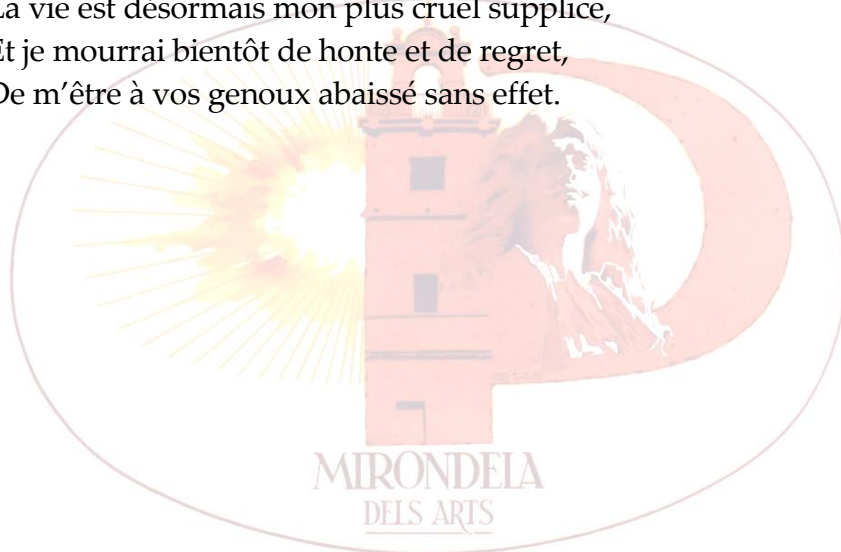 La vie est désormais mon plus cruel supplice,
Et je mourrai bientôt de honte et de regret,
De m’être à vos genoux abaissé sans effet.
MIRONDELA
DELS ARTS